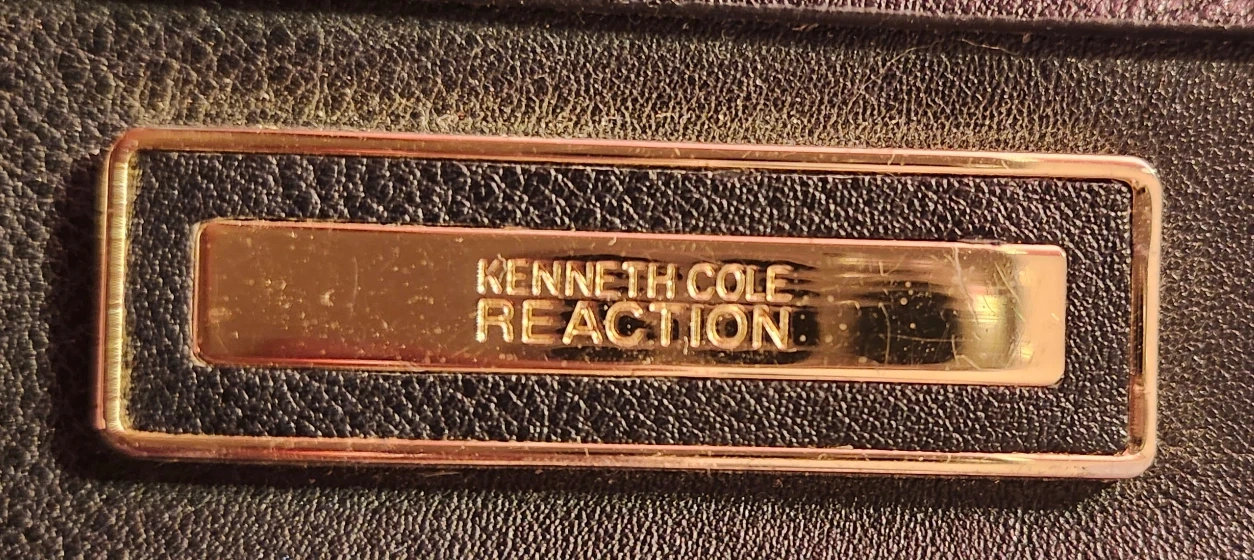 KENNETH COLE
REACTION